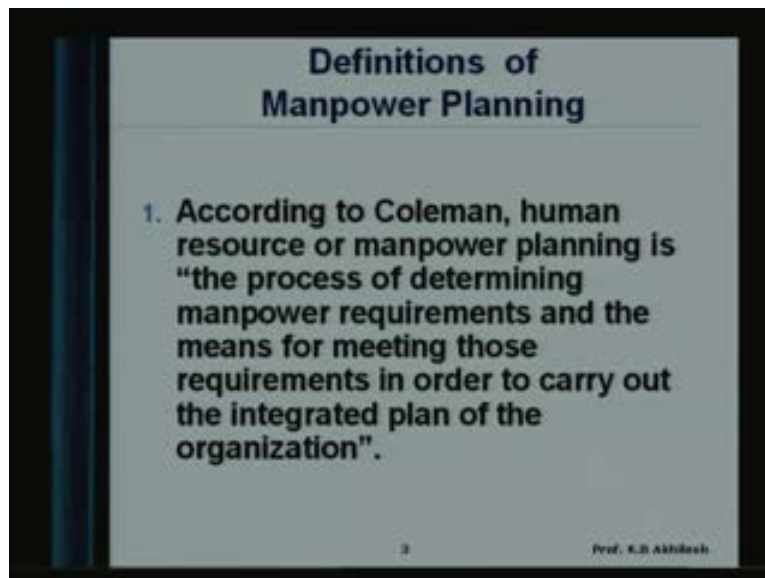 Definitions of
Manpower Planning
1. According to Coleman, human
resource or manpower planning is
“the process of determining
manpower requirements and the
means for meeting those
requirements in order to carry out
the integrated plan of the
organization”.
3 Prof. K.B Akhilesh